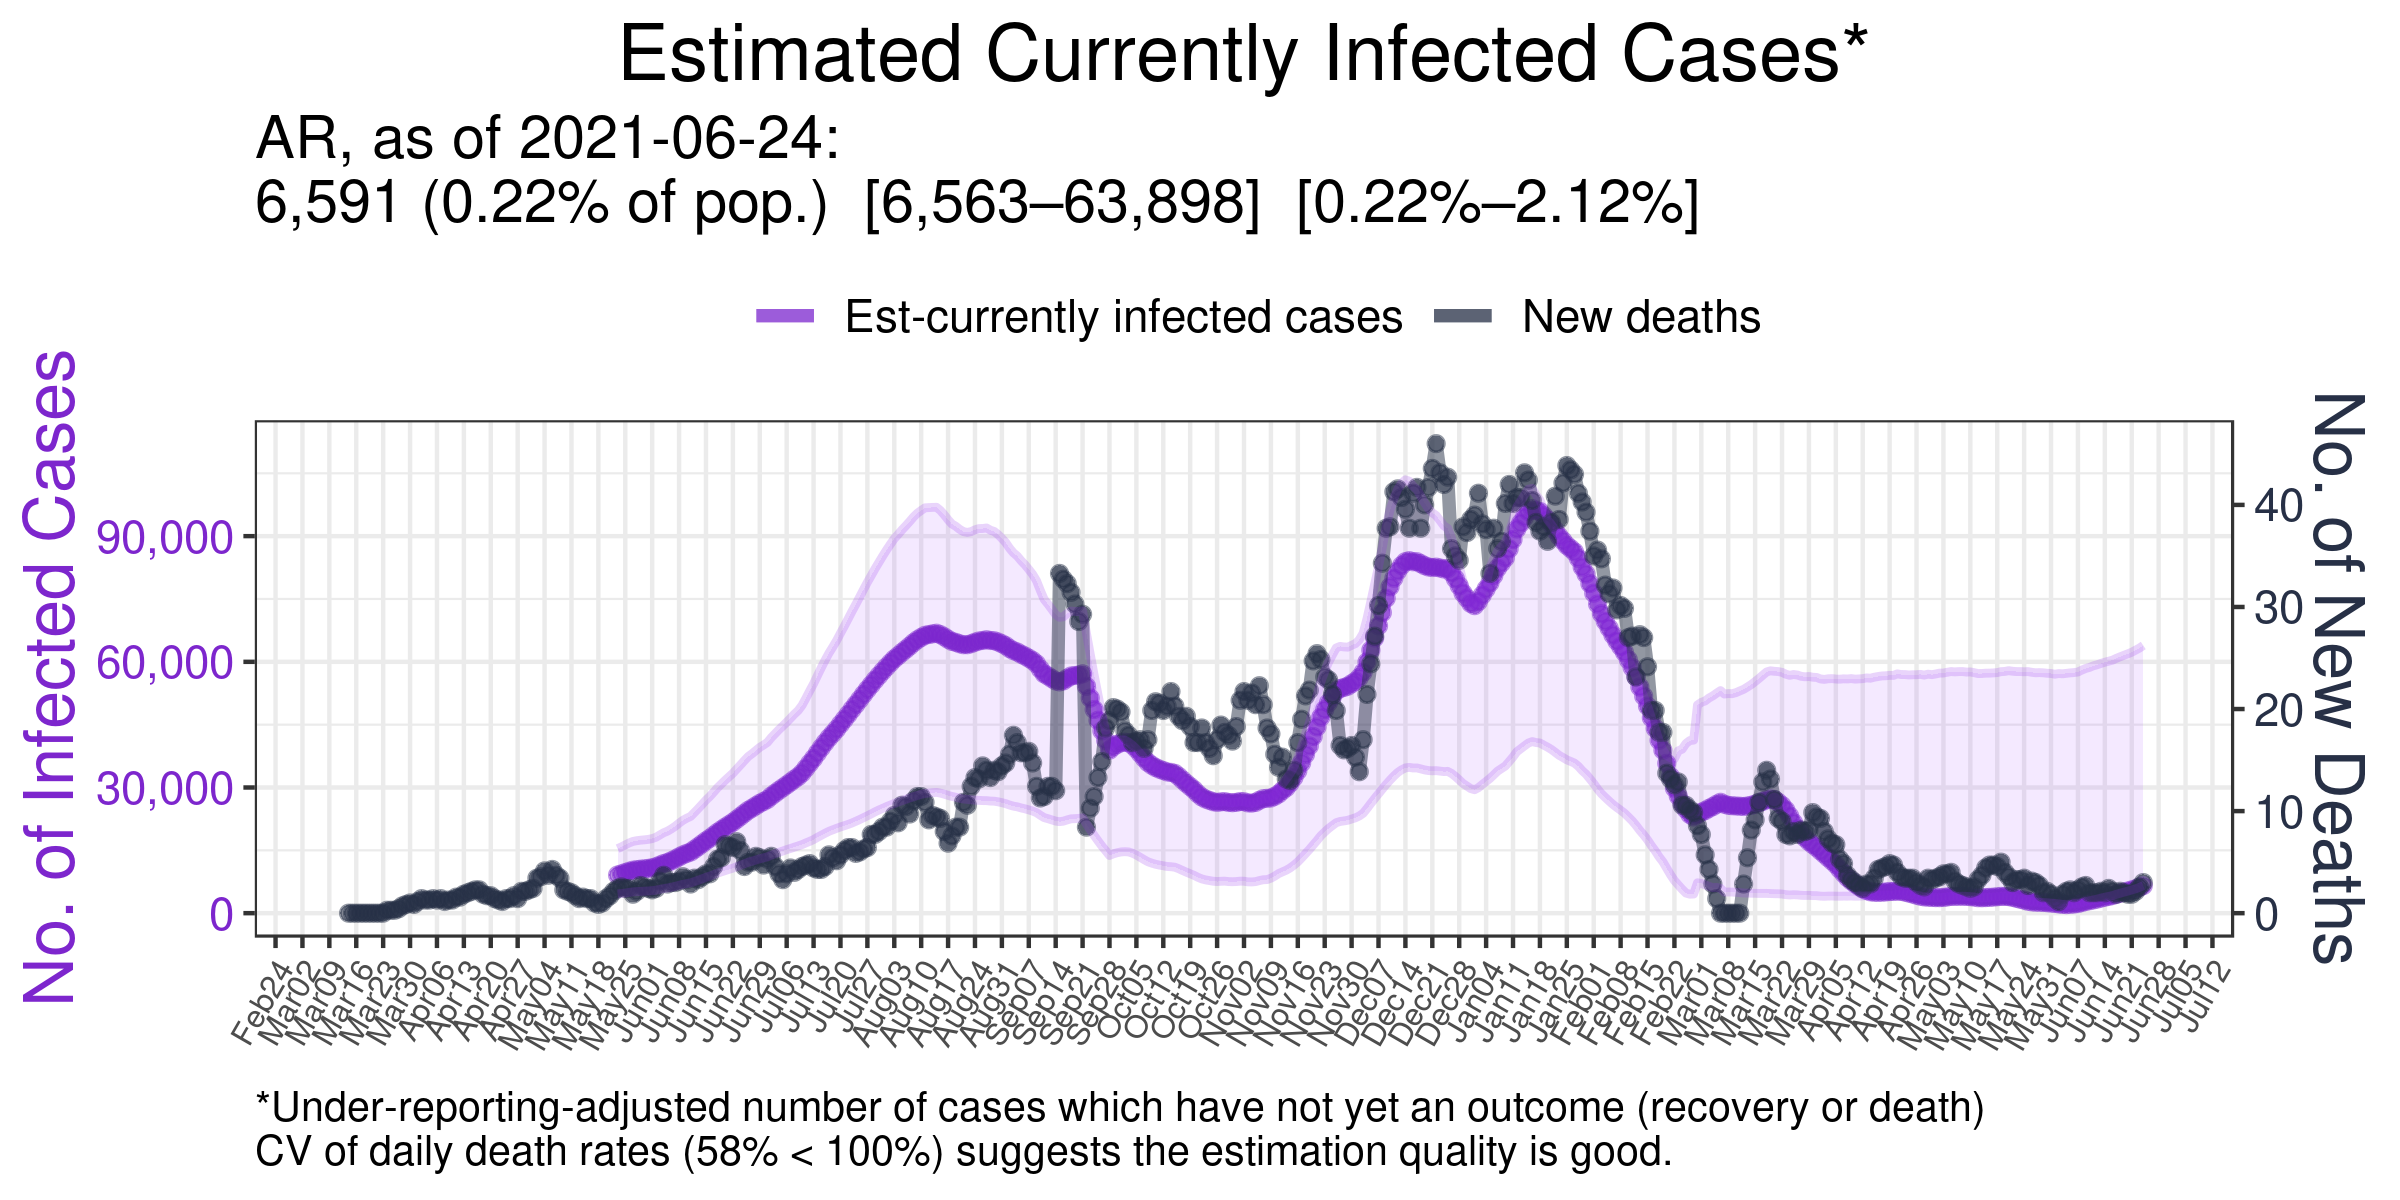 Estimated Currently Infected Cases*
AR, as of 2021-06-24:
6,591 (0.22% of pop.) [6,563–63,898] [0.22%–2.12%]
Est-currently infected cases
New deaths
No. of Infected Cases
90,000
60,000
30,000
0
40
30
20
10
0
No. of New Deaths
Feb24
Mar02
Mar09
Mar16
Mar23
Mar30
Apr06
Apr13
Apr20
Apr27
May04
May11
May18
May25
Jun01
Jun08
Jun15
Jun22
Jun29
Jul06
Jul13
Jul20
Jul27
Aug03
Aug10
Aug17
Aug24
Aug31
Sep07
Sep14
Sep21
Sep28
Oct05
Oct12
Oct19
Oct26
Nov02
Nov09
Nov16
Nov23
Nov30
Dec07
Dec14
Dec21
Dec28
Jan04
Jan11
Jan18
Jan25
Feb01
Feb08
Feb15
Feb22
Mar01
Mar08
Mar15
Mar22
Mar29
Apr05
Apr12
Apr19
Apr26
May03
May10
May17
May24
May31
Jun07
Jun14
Jun21
Jun28
Jul05
Jul12
*Under-reporting-adjusted number of cases which have not yet an outcome (recovery or death)
CV of daily death rates (58% < 100%) suggests the estimation quality is good.